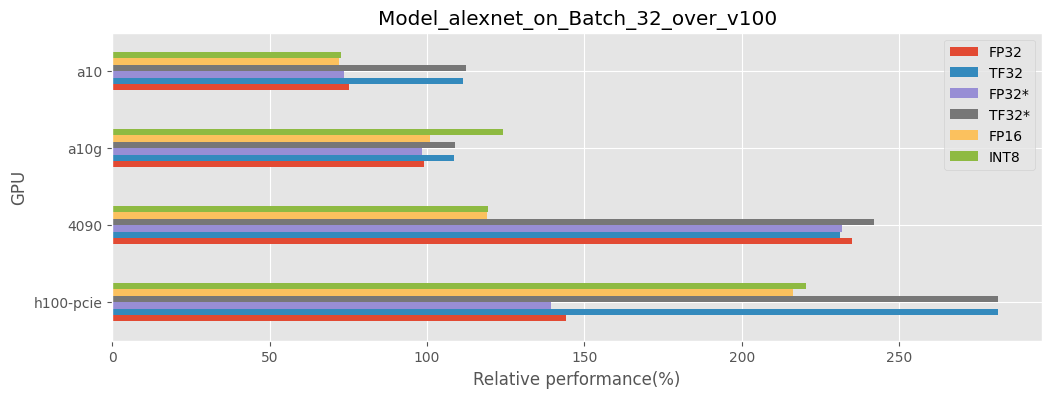 Model_alexnet_on_Batch_32_over_v100
FP32
TF32
FP32*
TF32*
FP16
INT8
a10
a10g
4090
h100-pcie
GPU
0 50 100 150 200 250
Relative performance(%)